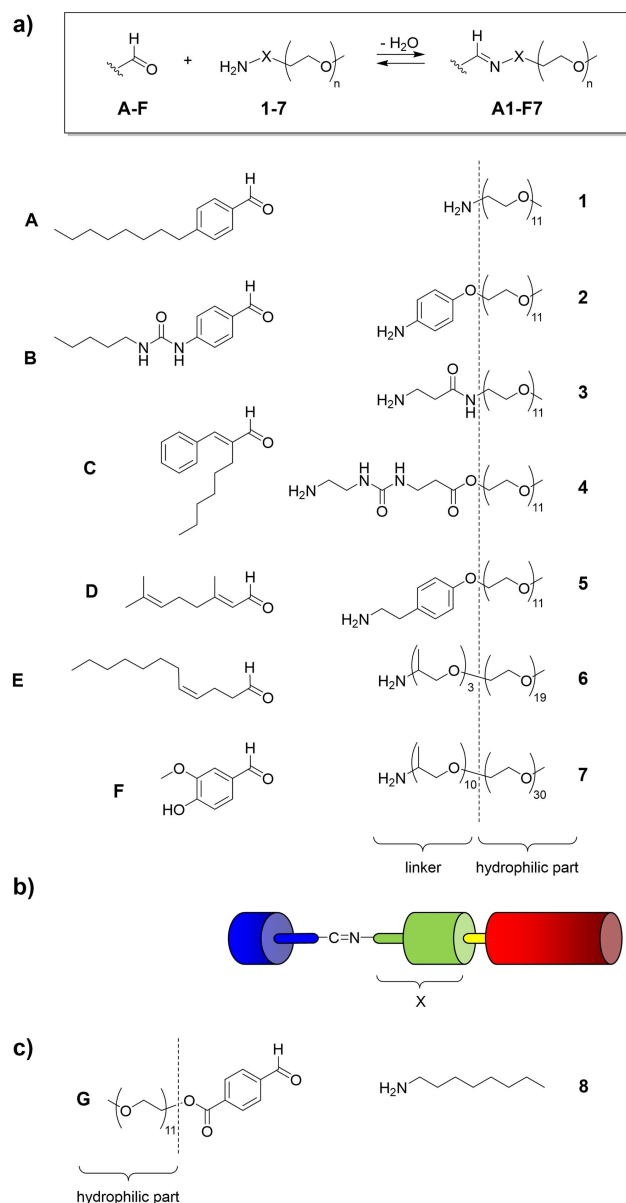 a)
H
O
+
H2N
X
O
n
- H2O
H
N
X
O
n
A-F
1-7
A1-F7
A
H
O
H2N
O
11
1
B
O
N
H
N
H
H
O
H2N
O
O
11
2
H2N
O
N
H
O
11
3
C
H
O
H2N
H
N
O
H
N
O
O
O
11
4
D
H
O
H2N
O
O
11
5
E
H
O
H2N
O
3
O
19
6
F
O
HO
H
O
H2N
O
10
O
30
7
linker
hydrophilic part
b)
C=N
X
c)
G
O
11
O
O
H
O
H2N
8
hydrophilic part